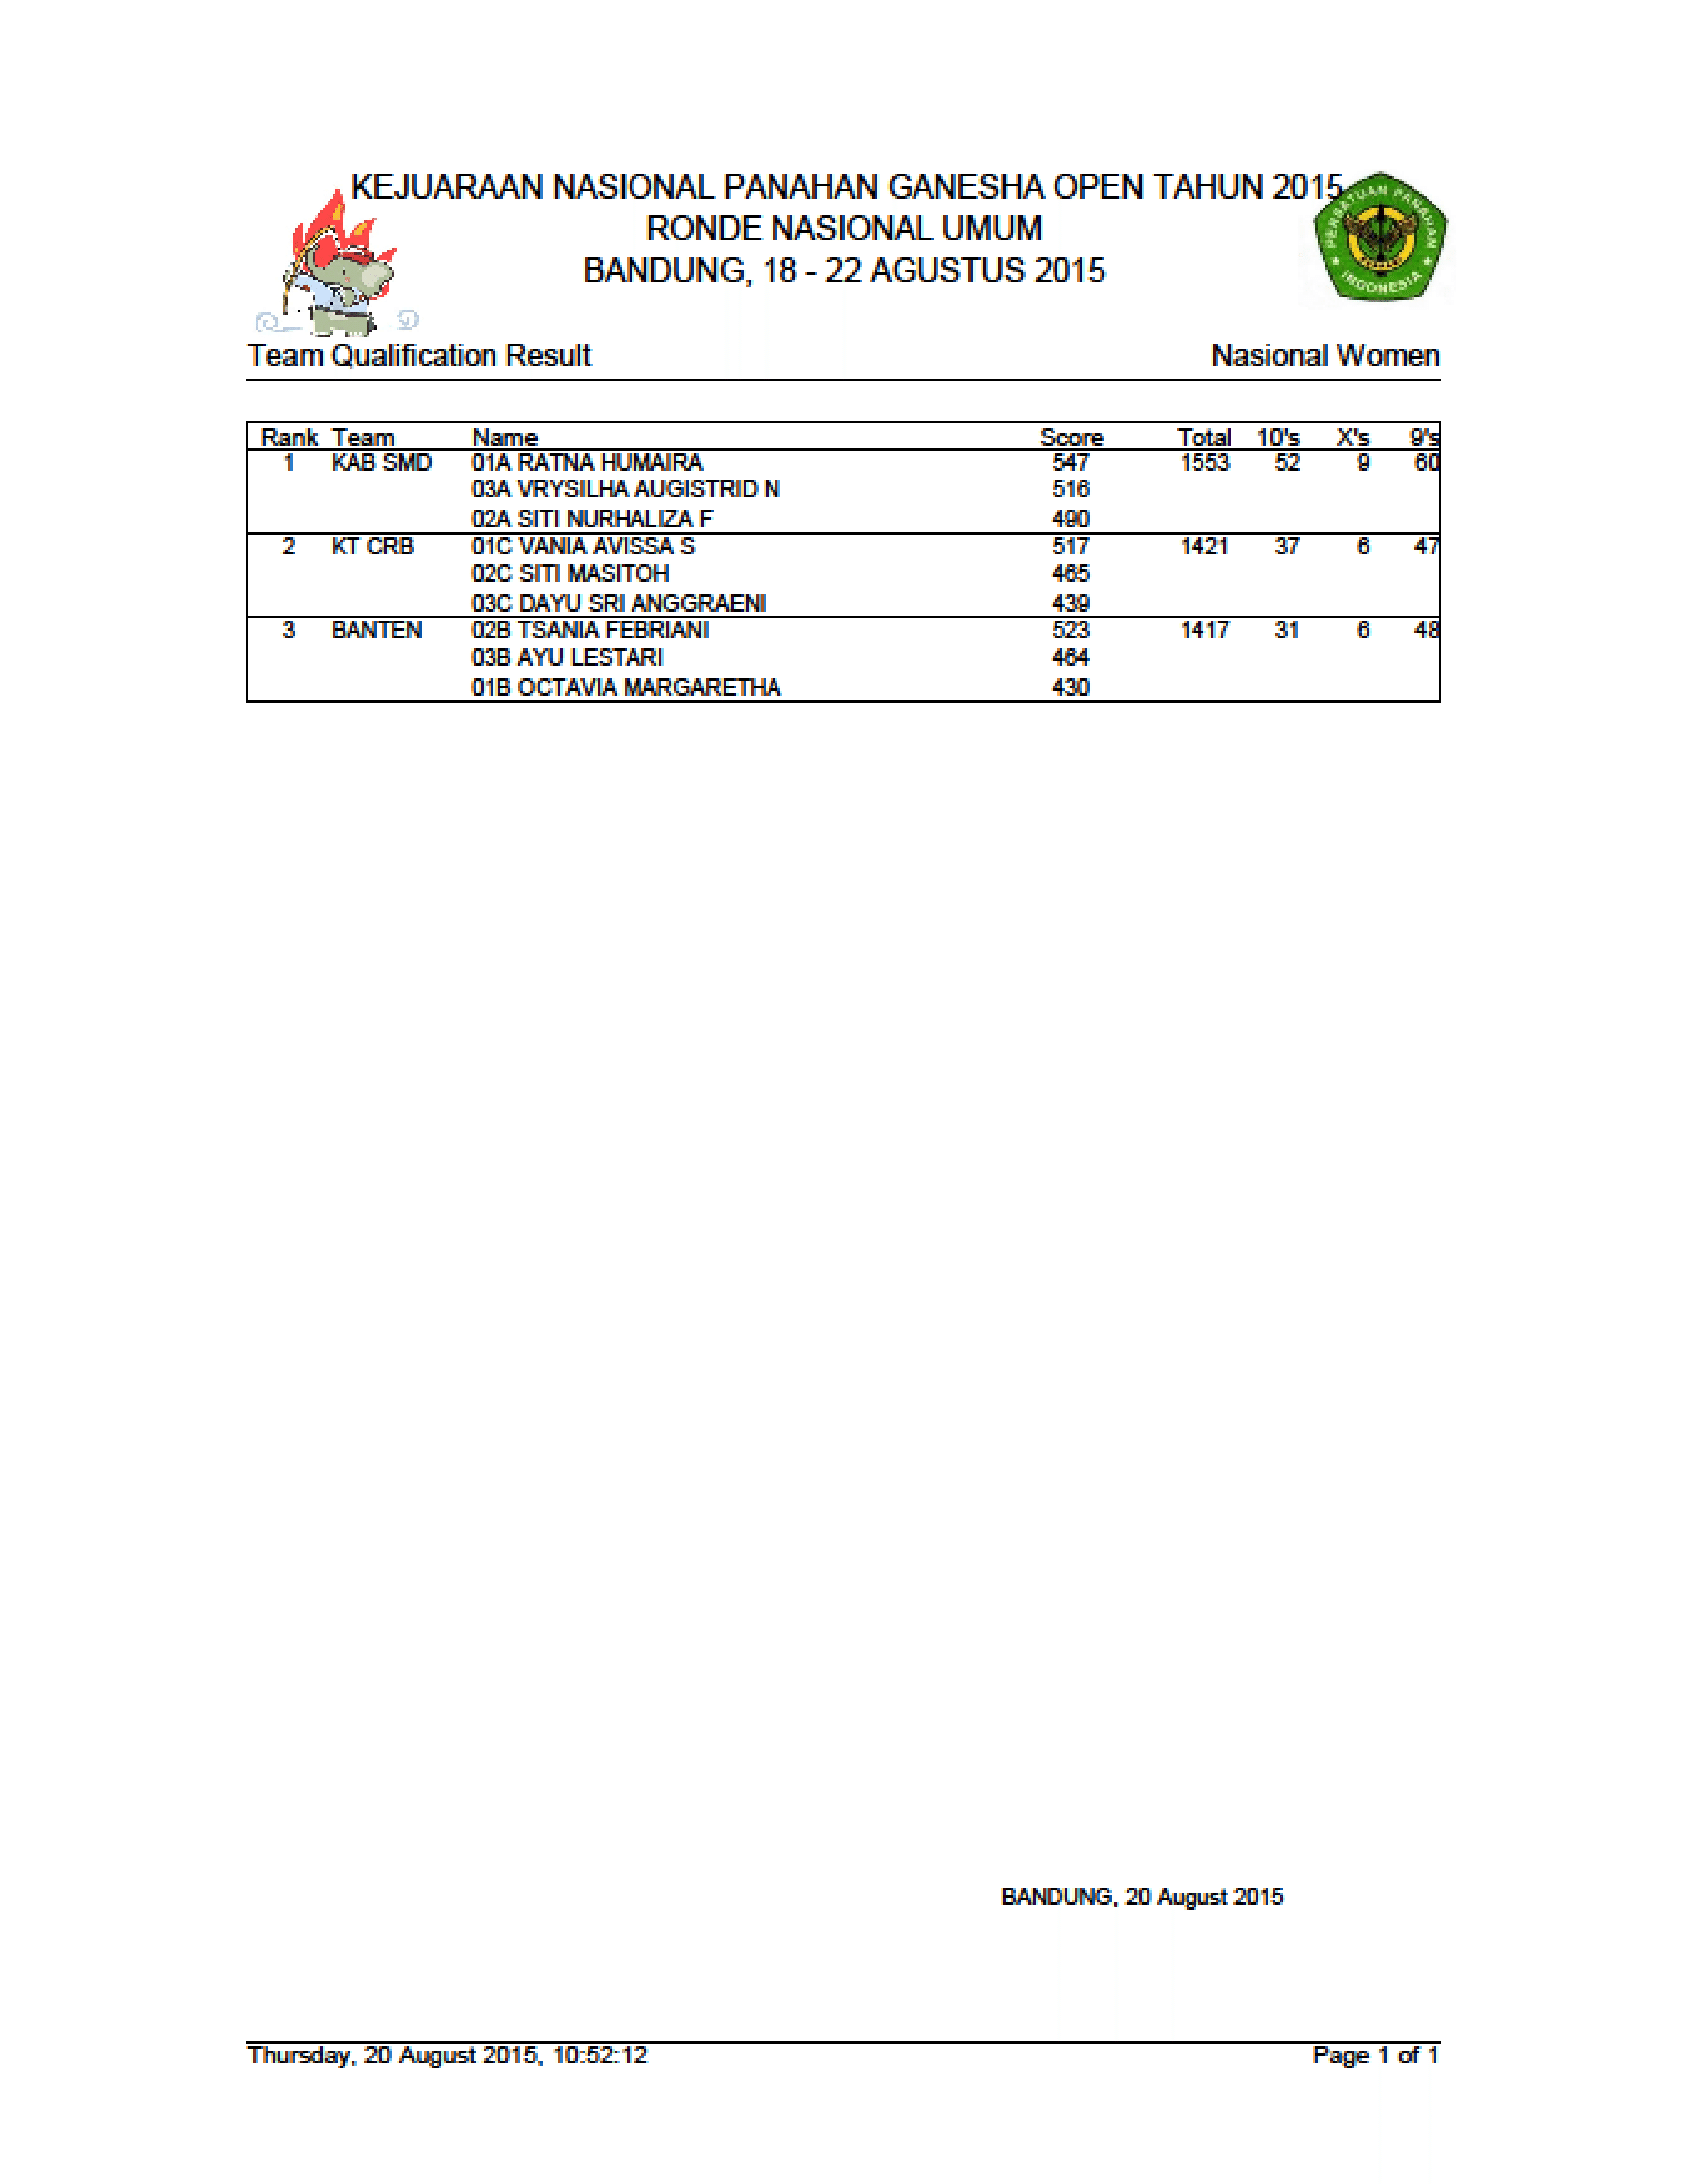 KEJUARAAN NASIONAL PANAHAN GANESHA OPEN TAHUN 2015
RONDE NASIONAL UMUM
BANDUNG, 18 - 22 AGUSTUS 2015
PERSATUAN PANAHAN
INDONESIA
Team Qualification Result Nasional Women
Rank Team Name Score Total 10's X's 9's
1 KAB SMD 01A RATNA HUMAIRA 547 1553 52 9 60
03A VRYSILHA AUGISTRID N 516
02A SITI NURHALIZA F 490
2 KT CRB 01C VANIA AVISSA S 517 1421 37 6 47
02C SITI MASITOH 465
03C DAYU SRI ANGGRAENI 439
3 BANTEN 02B TSANIA FEBRIANI 523 1417 31 6 48
03B AYU LESTARI 464
01B OCTAVIA MARGARETHA 430
BANDUNG, 20 August 2015
Thursday, 20 August 2015, 10:52:12 Page 1 of 1